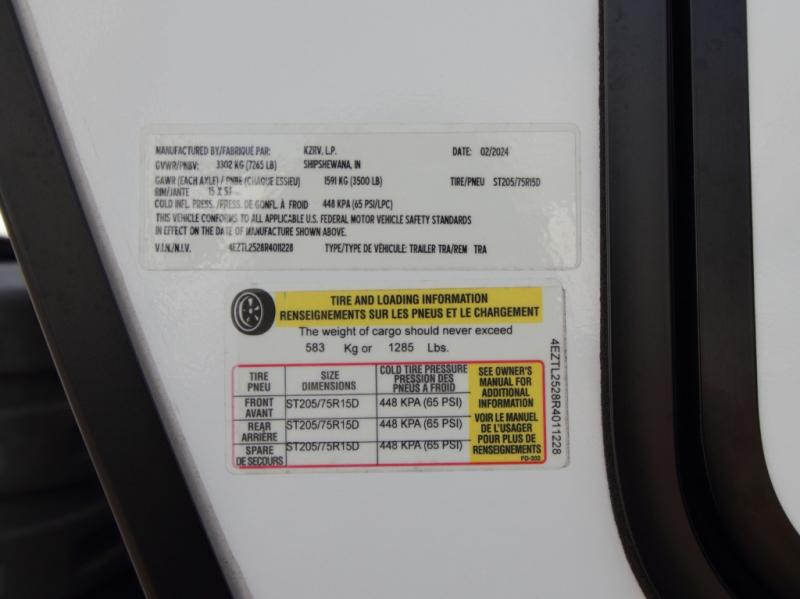 MANUFACTURED BY/FABRIQUÉ PAR: KZRV, L.P. DATE: 02/2024
GVWR/PNBV: 3302 KG (7265 LB) SHIPSHEWANA, IN
GAWR (EACH AXLE) / PNBE (CHAQUE ESSIEU) 1591 KG (3500 LB) TIRE/PNEU ST205/75R15D
RIM/JANTE 15 X
COLD INFL. PRESS./PRESS. DE GONFL. À FROID 448 KPA (65 PSI/LPC)
THIS VEHICLE CONFORMS TO ALL APPLICABLE U.S. FEDERAL MOTOR VEHICLE SAFETY STANDARDS
IN EFFECT ON THE DATE OF MANUFACTURE SHOWN ABOVE.
V.I.N./N.I.V. 4EZTL2528R4011228 TYPE/TYPE DE VÉHICULE: TRAILER TRA/REM TRA
TIRE AND LOADING INFORMATION
RENSEIGNEMENTS SUR LES PNEUS ET LE CHARGEMENT
The weight of cargo should never exceed
583 Kg or 1285 Lbs.
TIRE
PNEU
SIZE
DIMENSIONS
COLD TIRE PRESSURE
PRESSION DES
PNEUS A FROID
FRONT
AVANT
ST205/75R15D
448 KPA (65 PSI)
REAR
ARRIÈRE
ST205/75R15D
448 KPA (65 PSI)
SPARE
DE SECOURS
ST205/75R15D
448 KPA (65 PSI)
SEE OWNER'S
MANUAL FOR
ADDITIONAL
INFORMATION
VOIR LE MANUEL
DE L'USAGER
POUR PLUS DE
RENSEIGNEMENTS
FD-332
4EZTL2528R4011228